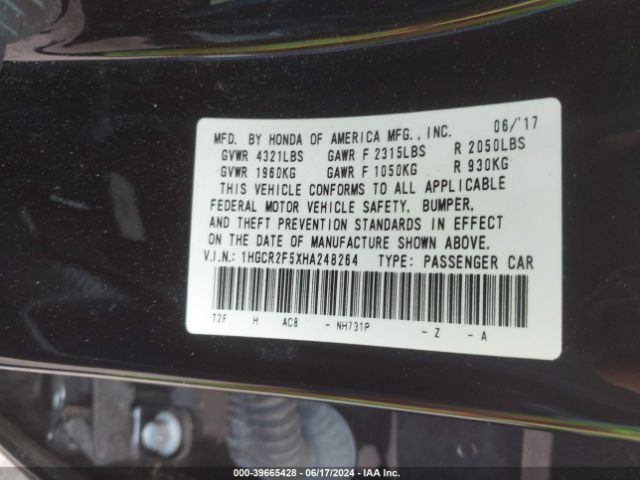 MFD. BY HONDA OF AMERICA MFG., INC. 06/'17
GVWR 4321LBS GAWR F 2315LBS R 2050LBS
GVWR 1960KG GAWR F 1050KG R 930KG
THIS VEHICLE CONFORMS TO ALL APPLICABLE
FEDERAL MOTOR VEHICLE SAFETY, BUMPER,
AND THEFT PREVENTION STANDARDS IN EFFECT
ON THE DATE OF MANUFACTURE SHOWN ABOVE.
V.I.N.: 1HGCR2F5XHA248264 TYPE: PASSENGER CAR
T2F H AC8 - NH731P - Z - A
000-39665428 - 06/17/2024 - IAA Inc.